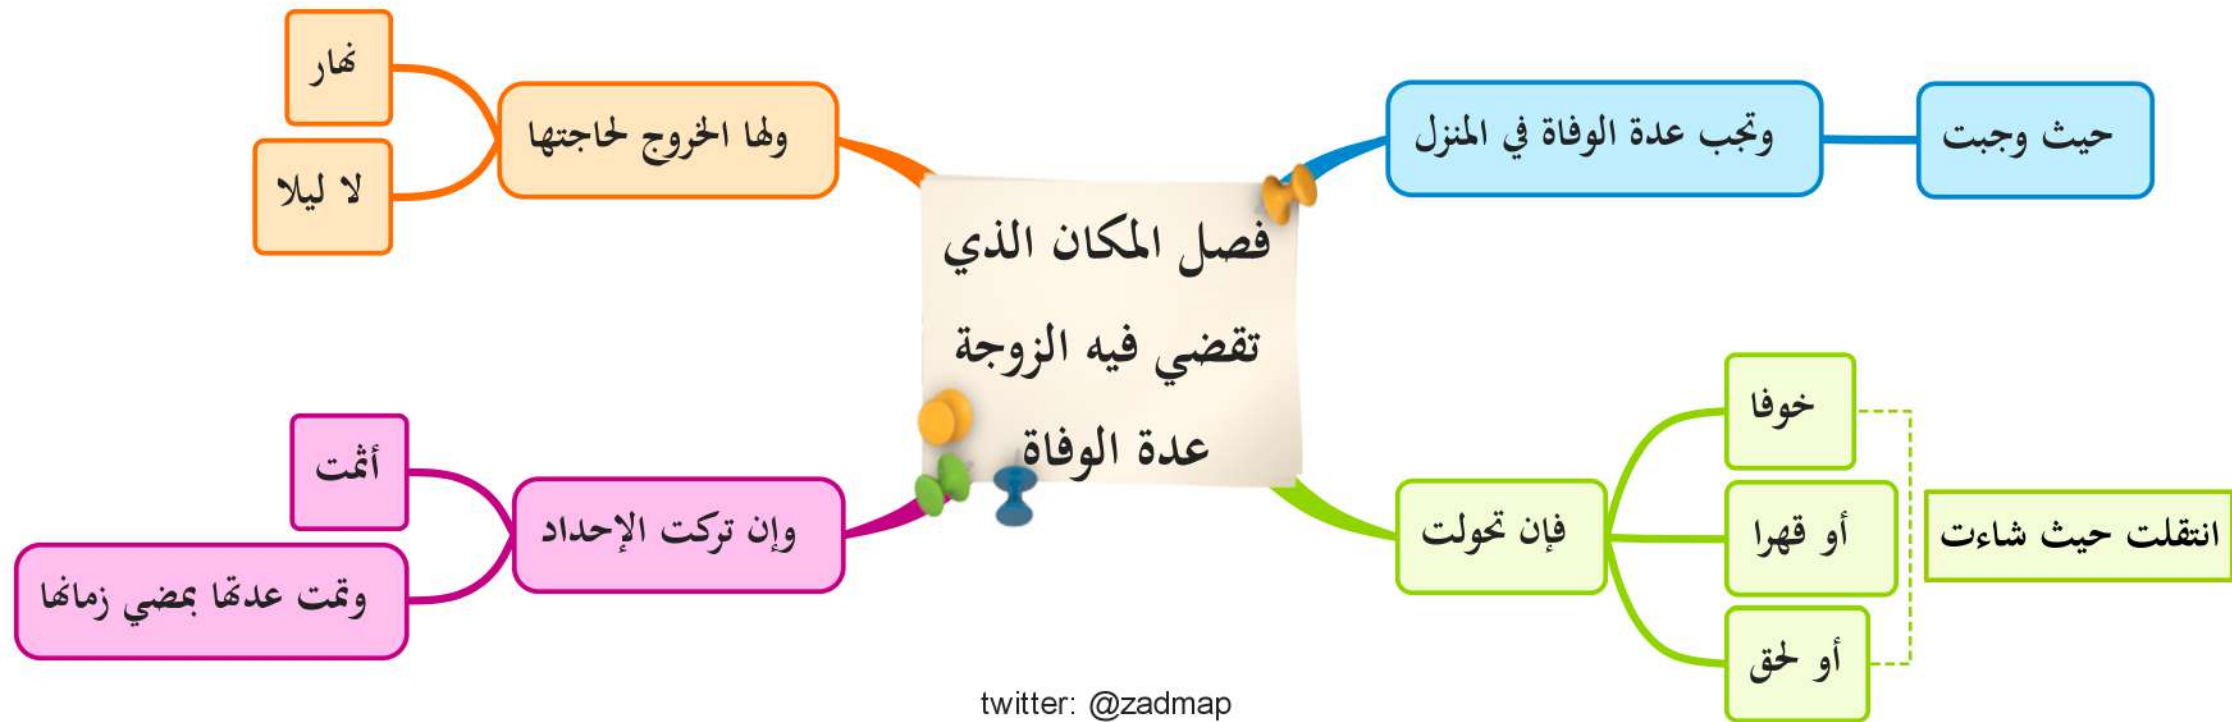 فصل المكان الذي
تقضي فيه الزوجة
عدة الوفاة
وتجب عدة الوفاة في المنزل
حيث وجبت
فإن تحولت
خوفا
أو قهرا
أو لحق
انتقلت حيث شاءت
ولها الخروج لحاجتها
نهار
لا ليلا
وإن تركت الإحداد
أثمت
وتمت عدتها بمضي زمانها
twitter: @zadmap